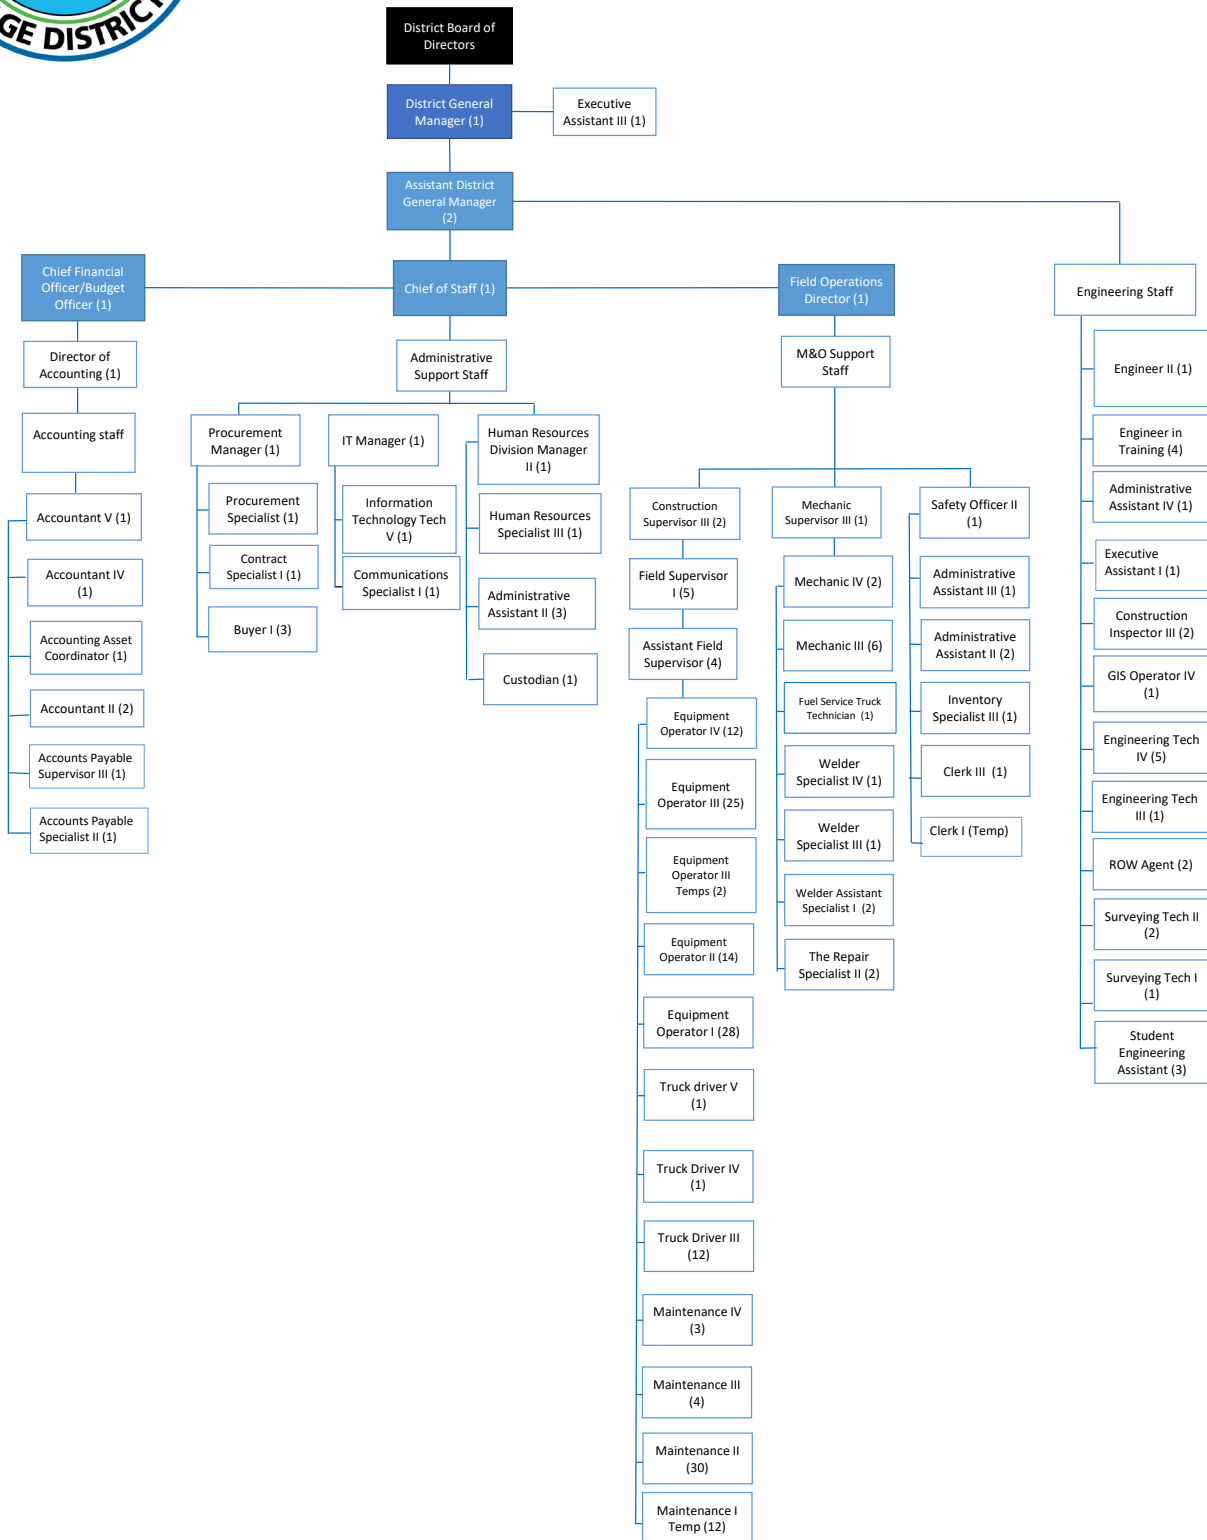 GE DISTRIC
District Board of
Directors
District General
Manager (1)
Executive
Assistant III (1)
Assistant District
General Manager
(2)
Chief Financial
Officer/Budget
Officer (1)
Chief of Staff (1)
Field Operations
Director (1)
Engineering Staff
Director of
Accounting (1)
Accounting staff
Accountant V (1)
Accountant IV
(1)
Accounting Asset
Coordinator (1)
Accountant II (2)
Accounts Payable
Supervisor III (1)
Accounts Payable
Specialist II (1)
Administrative
Support Staff
Procurement
Manager (1)
Procurement
Specialist (1)
Contract
Specialist I (1)
Buyer I (3)
IT Manager (1)
Information
Technology Tech
V (1)
Communications
Specialist I (1)
Human Resources
Division Manager
II (1)
Human Resources
Specialist III (1)
Administrative
Assistant II (3)
Custodian (1)
M&O Support
Staff
Construction
Supervisor III (2)
Field Supervisor
I (5)
Assistant Field
Supervisor (4)
Equipment
Operator IV (12)
Equipment
Operator III (25)
Equipment
Operator III
Temps (2)
Equipment
Operator II (14)
Equipment
Operator I (28)
Truck driver V
(1)
Truck Driver IV
(1)
Truck Driver III
(12)
Maintenance IV
(3)
Maintenance III
(4)
Maintenance II
(30)
Maintenance I
Temp (12)
Mechanic
Supervisor III (1)
Mechanic IV (2)
Mechanic III (6)
Fuel Service Truck
Technician (1)
Welder
Specialist IV (1)
Welder
Specialist III (1)
Welder Assistant
Specialist I (2)
The Repair
Specialist II (2)
Safety Officer II
(1)
Administrative
Assistant III (1)
Administrative
Assistant II (2)
Inventory
Specialist III (1)
Clerk III (1)
Clerk I (Temp)
Engineer II (1)
Engineer in
Training (4)
Administrative
Assistant IV (1)
Executive
Assistant I (1)
Construction
Inspector III (2)
GIS Operator IV
(1)
Engineering Tech
IV (5)
Engineering Tech
III (1)
ROW Agent (2)
Surveying Tech II
(2)
Surveying Tech I
(1)
Student
Engineering
Assistant (3)